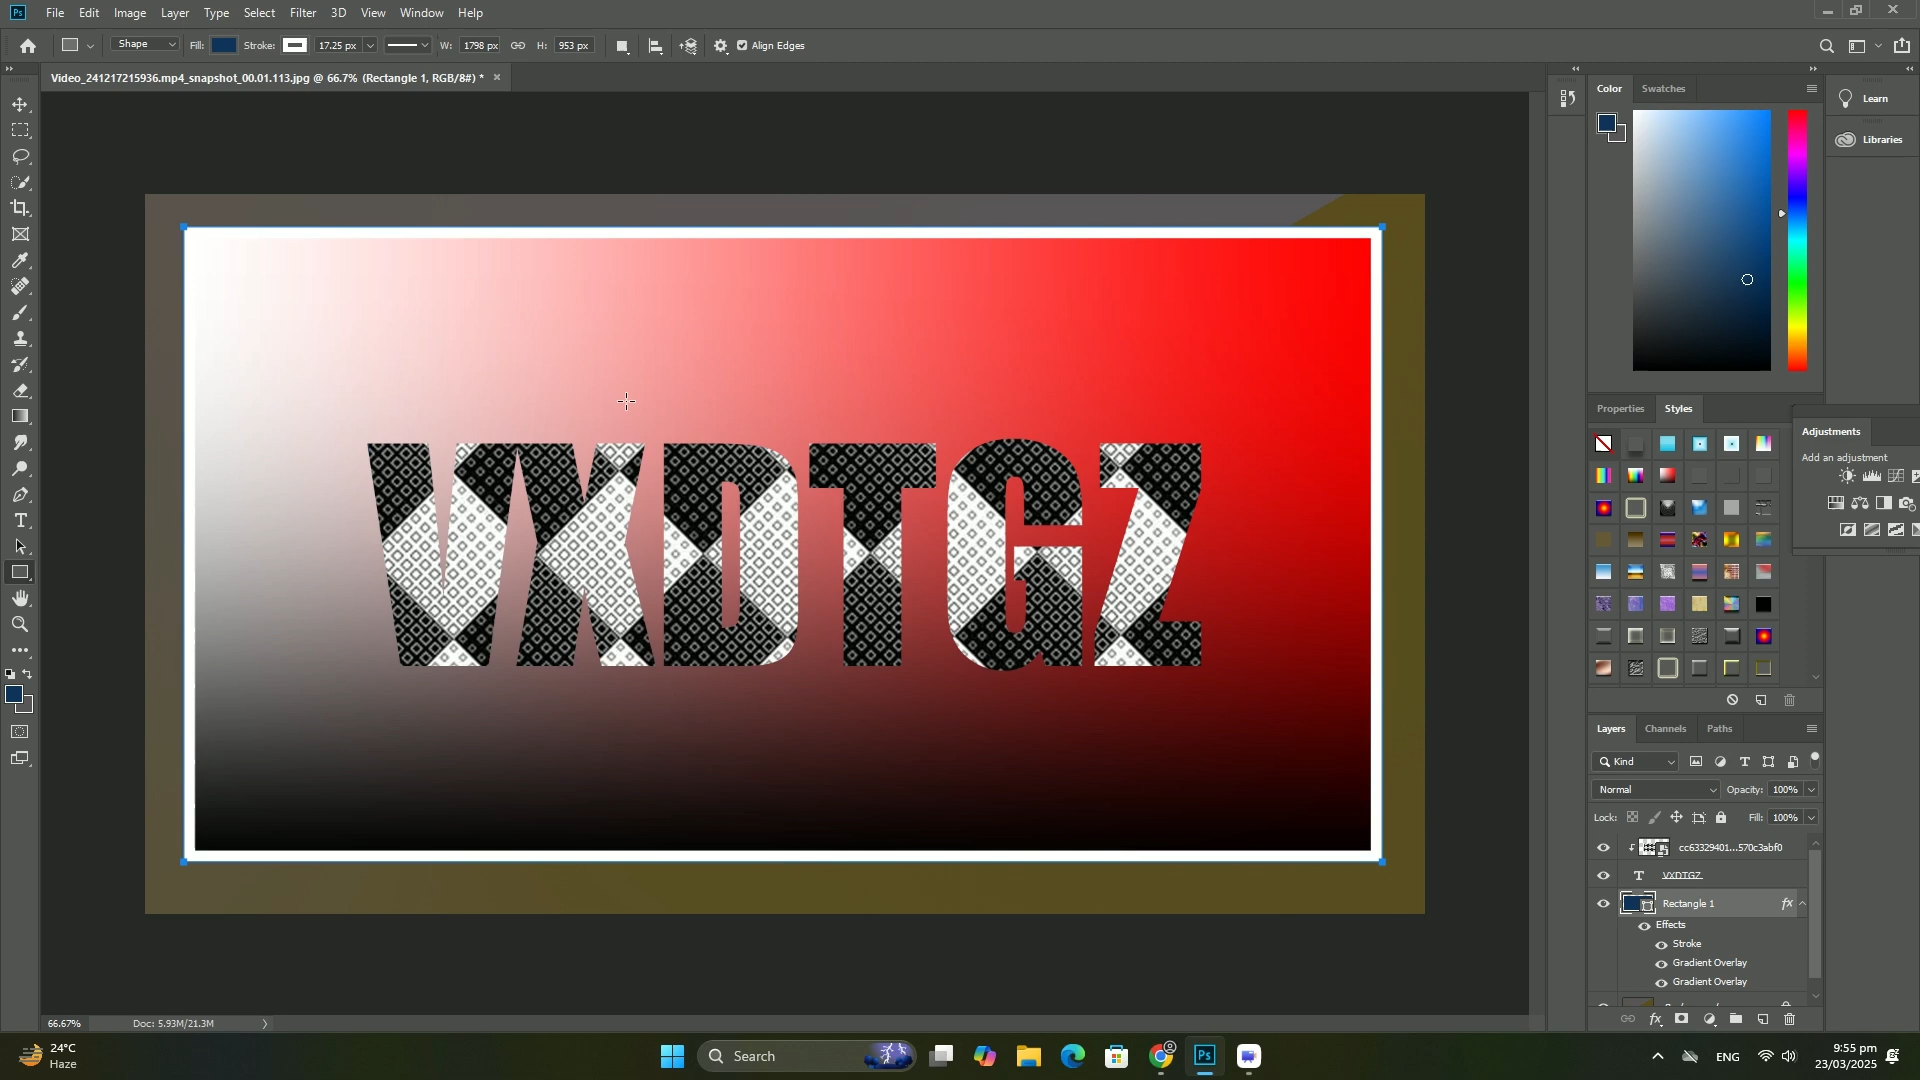 Ps File Edit Image Layer Type Select Filter 3D View Window Help
Shape Fill: Stroke: 17.25 px W: 1798 px H: 953 px Align Edges
Video_241217215936.mp4_snapshot_00.01.113.jpg @ 66.7% (Rectangle 1, RGB/8#) *
Color Swatches
Learn
Libraries
Properties Styles
Adjustments
Add an adjustment
VXDTGZ
Layers Channels Paths
Kind
Normal Opacity: 100%
Lock: Fill: 100%
cc63329401...570c3abf0
T VXDTGZ
Rectangle 1 fx
Effects
Stroke
Gradient Overlay
Gradient Overlay
66.67% Doc: 5.93M/21.3M
24°C
Haze
Search
Ps
ENG
9:55 pm
23/03/2025